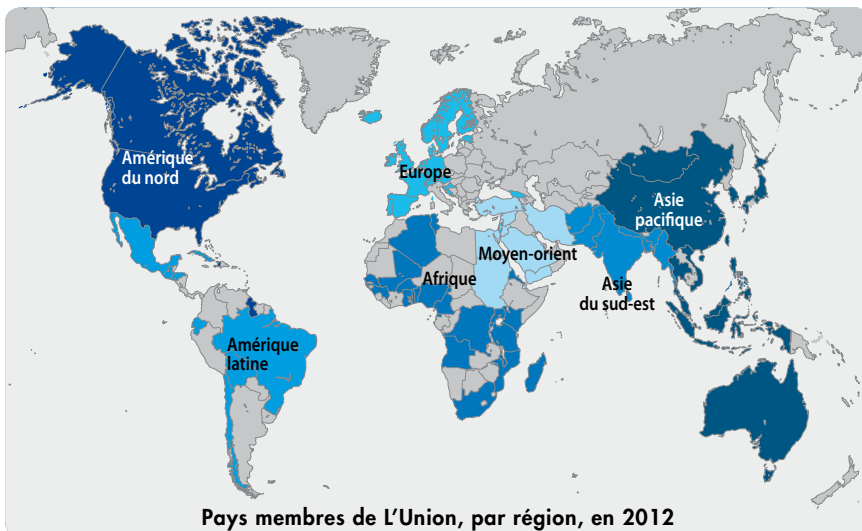 Amérique
du nord
Europe
Asie
pacifique
Moyen-orient
Afrique
Asie
du sud-est
Amérique
latine
Pays membres de L’Union, par région, en 2012